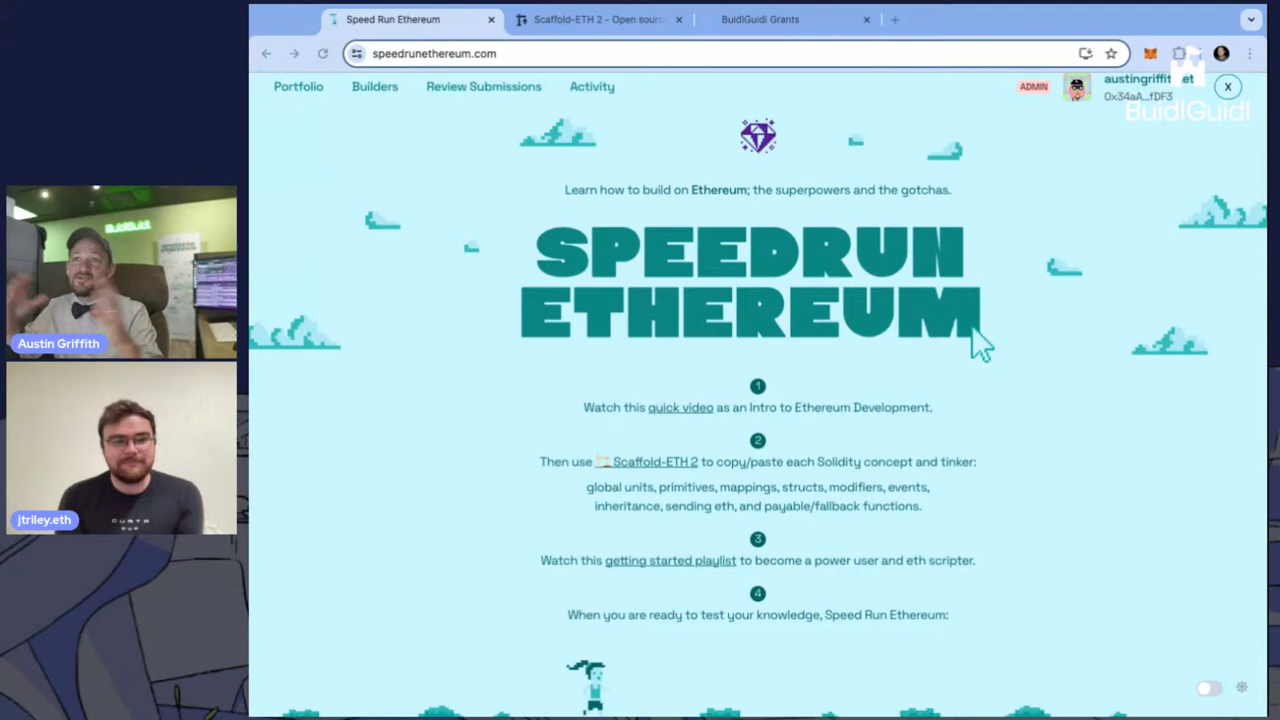 Speed Run Ethereum
Scaffold-ETH 2 - Open sourc
BuidlGuidl Grants
speedrunethereum.com
Portfolio
Builders
Review Submissions
Activity
ADMIN
austingriffit
et
0x34aA...fDF3
X
BuidlGuidl
Learn how to build on Ethereum; the superpowers and the gotchas.
SPEEDRUN
ETHEREUM
1
Watch this quick video as an Intro to Ethereum Development.
2
Then use Scaffold-ETH 2 to copy/paste each Solidity concept and tinker:
global units, primitives, mappings, structs, modifiers, events,
inheritance, sending eth, and payable/fallback functions.
3
Watch this getting started playlist to become a power user and eth scripter.
4
When you are ready to test your knowledge, Speed Run Ethereum:
Austin Griffith
jtriley.eth